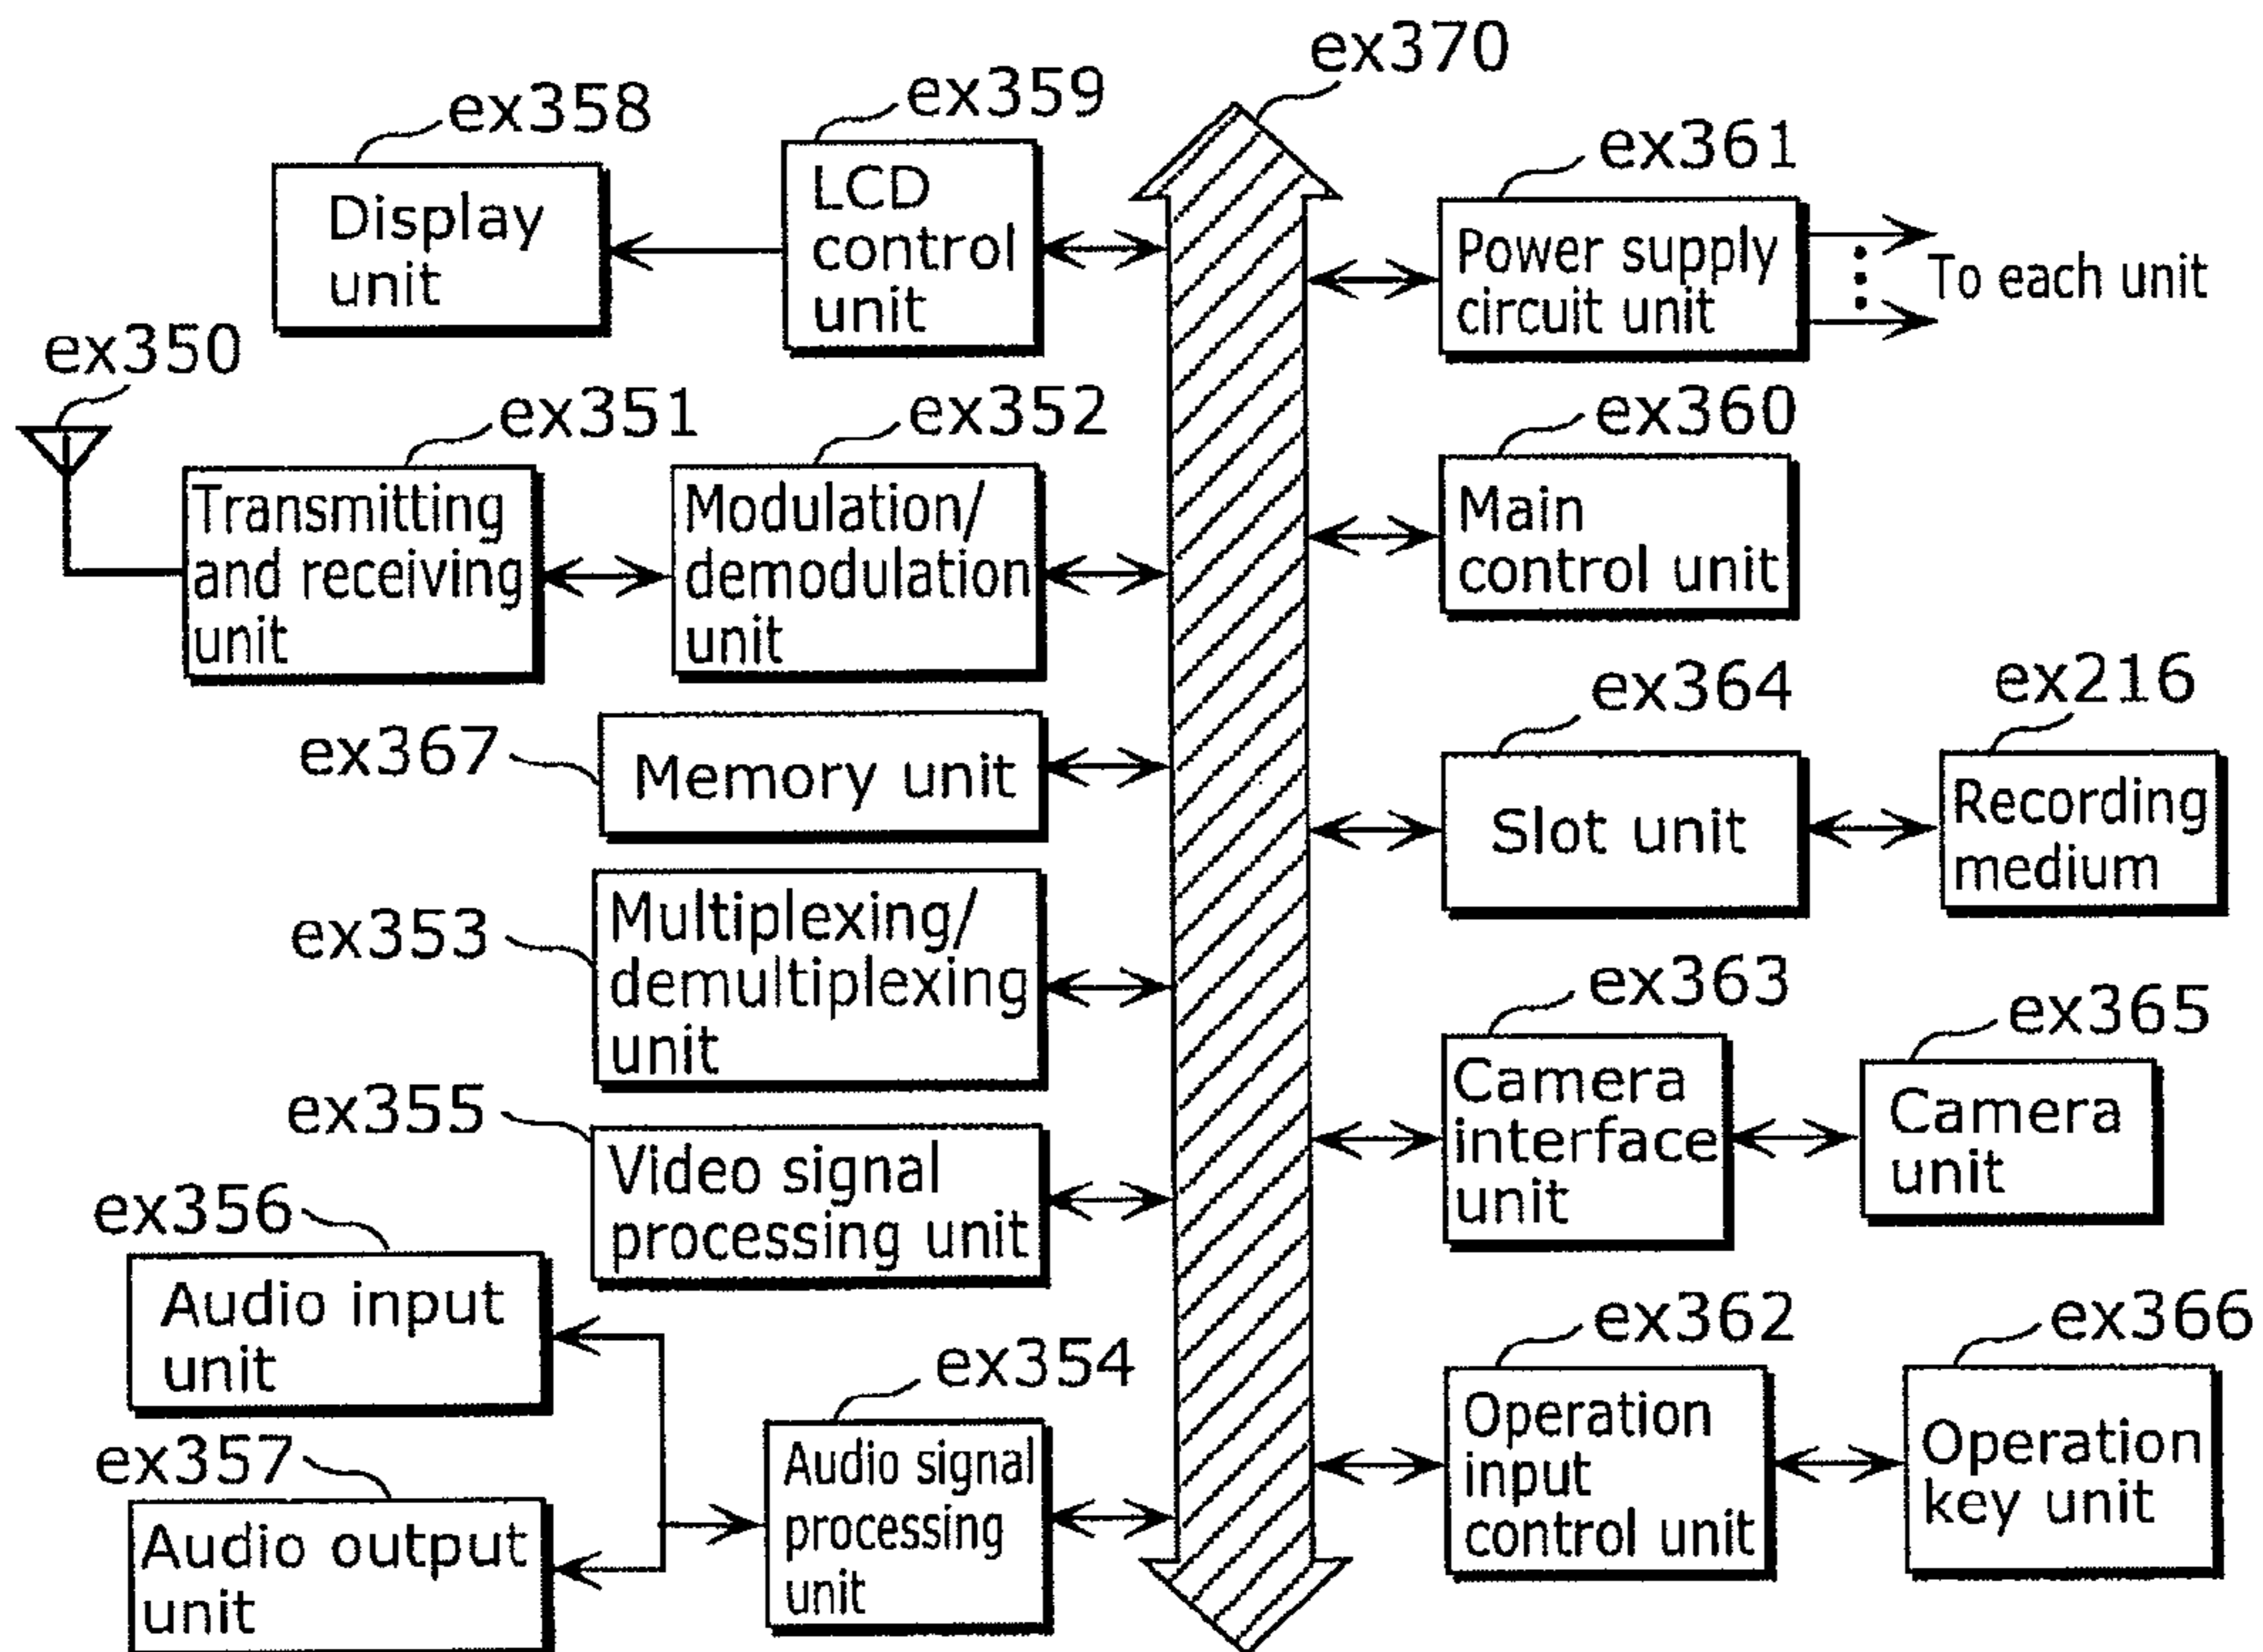 ex370
ex358
ex359
ex361
Display
unit
LCD
control
unit
Power supply
circuit unit
To each unit
ex350
ex351
ex352
ex360
Transmitting
and receiving
unit
Modulation/
demodulation
unit
Main
control unit
ex367
Memory unit
ex364
ex216
Slot unit
Recording
medium
ex353
Multiplexing/
demultiplexing
unit
ex363
ex365
Camera
interface
unit
Camera
unit
ex355
Video signal
processing unit
ex356
Audio input
unit
ex354
ex362
ex366
ex357
Audio output
unit
Audio signal
processing
unit
Operation
input
control unit
Operation
key unit